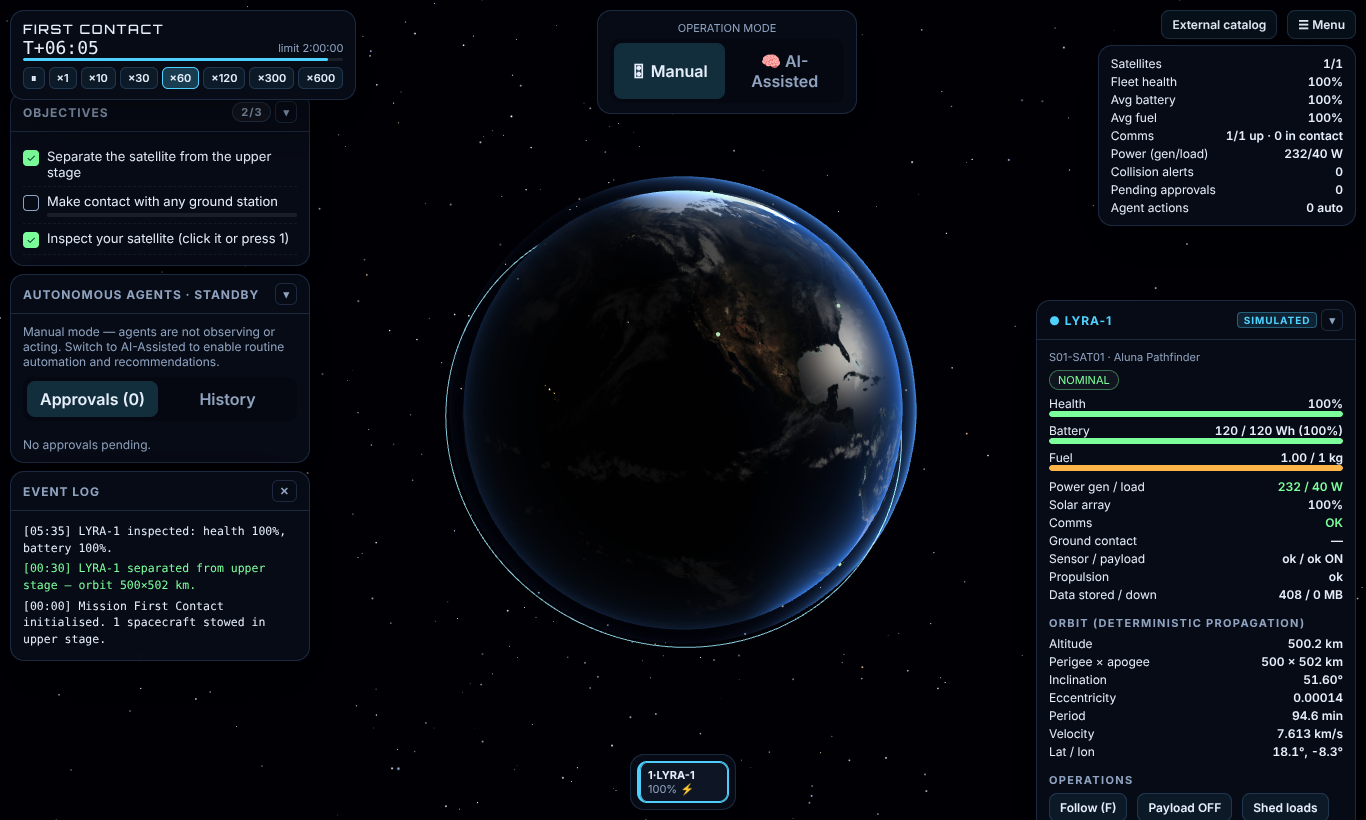 FIRST CONTACT
T+06:05
limit 2:00:00
⏸ ×1 ×10 ×30 ×60 ×120 ×300 ×600
OBJECTIVES 2/3 ▾
Separate the satellite from the upper
stage
Make contact with any ground station
Inspect your satellite (click it or press 1)
AUTONOMOUS AGENTS · STANDBY ▾
Manual mode — agents are not observing or
acting. Switch to AI-Assisted to enable routine
automation and recommendations.
Approvals (0) History
No approvals pending.
EVENT LOG ✕
[05:35] LYRA-1 inspected: health 100%,
battery 100%.
[00:30] LYRA-1 separated from upper
stage — orbit 500×502 km.
[00:00] Mission First Contact
initialised. 1 spacecraft stowed in
upper stage.
OPERATION MODE
🎛 Manual
🧠 AI-
Assisted
1·LYRA-1
100% ⚡
External catalog ☰ Menu
Satellites 1/1
Fleet health 100%
Avg battery 100%
Avg fuel 100%
Comms 1/1 up · 0 in contact
Power (gen/load) 232/40 W
Collision alerts 0
Pending approvals 0
Agent actions 0 auto
LYRA-1 SIMULATED ▾
S01-SAT01 · Aluna Pathfinder
NOMINAL
Health 100%
Battery 120 / 120 Wh (100%)
Fuel 1.00 / 1 kg
Power gen / load 232 / 40 W
Solar array 100%
Comms OK
Ground contact —
Sensor / payload ok / ok ON
Propulsion ok
Data stored / down 408 / 0 MB
ORBIT (DETERMINISTIC PROPAGATION)
Altitude 500.2 km
Perigee × apogee 500 × 502 km
Inclination 51.60°
Eccentricity 0.00014
Period 94.6 min
Velocity 7.613 km/s
Lat / lon 18.1°, -8.3°
OPERATIONS
Follow (F) Payload OFF Shed loads